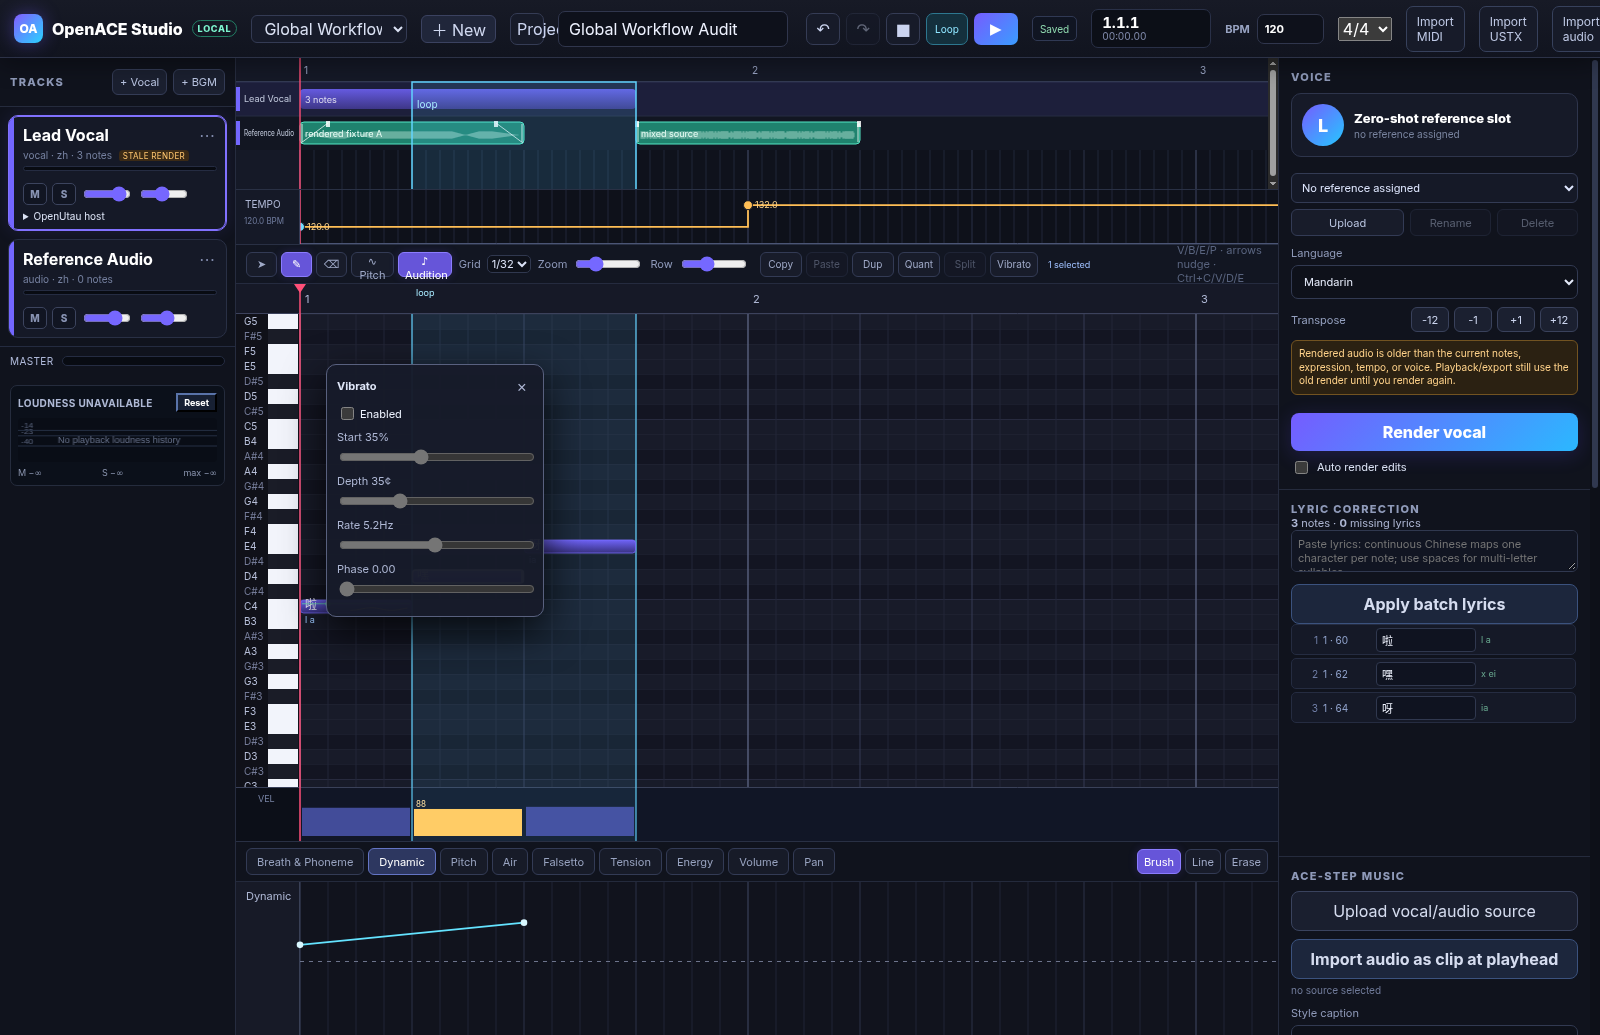 OA OpenACE Studio LOCAL Global Workflow + New Projec Global Workflow Audit ↶ ↷ ■ Loop ▶ Saved 1.1.1 00:00.00 BPM 120 4/4 Import MIDI Import USTX Import audio
TRACKS + Vocal + BGM
Lead Vocal ⋯
vocal · zh · 3 notes STALE RENDER
M S
▶ OpenUtau host
Reference Audio ⋯
audio · zh · 0 notes
M S
MASTER
LOUDNESS UNAVAILABLE Reset
-14
-23
-40
No playback loudness history
M −∞ S −∞ max −∞
1 2 3
Lead Vocal 3 notes loop
Reference Audio rendered fixture A mixed source
TEMPO
120.0 BPM
120.0 132.0
Pitch ♪ Audition Grid 1/32 Zoom Row Copy Paste Dup Quant Split Vibrato 1 selected
V/B/E/P · arrows
nudge ·
Ctrl+C/V/D/E
loop
1 2 3
G5
F#5
F5
E5
D#5
D5
C#5
C5
B4
A#4
A4
G#4
G4
F#4
F4
E4
D#4
D4
C#4
C4
B3
A#3
A3
G#3
G3
F#3
F3
E3
D#3
D3
C#3
C3
啦
l a
Vibrato ×
Enabled
Start 35%
Depth 35¢
Rate 5.2Hz
Phase 0.00
VEL
88
Breath & Phoneme Dynamic Pitch Air Falsetto Tension Energy Volume Pan Brush Line Erase
Dynamic
VOICE
L Zero-shot reference slot
no reference assigned
No reference assigned
Upload Rename Delete
Language
Mandarin
Transpose -12 -1 +1 +12
Rendered audio is older than the current notes,
expression, tempo, or voice. Playback/export still use the
old render until you render again.
Render vocal
Auto render edits
LYRIC CORRECTION
3 notes · 0 missing lyrics
Paste lyrics: continuous Chinese maps one
character per note; use spaces for multi-letter
syllables.
Apply batch lyrics
1 1 · 60 啦 l a
2 1 · 62 嘿 x ei
3 1 · 64 呀 ia
ACE-STEP MUSIC
Upload vocal/audio source
Import audio as clip at playhead
no source selected
Style caption